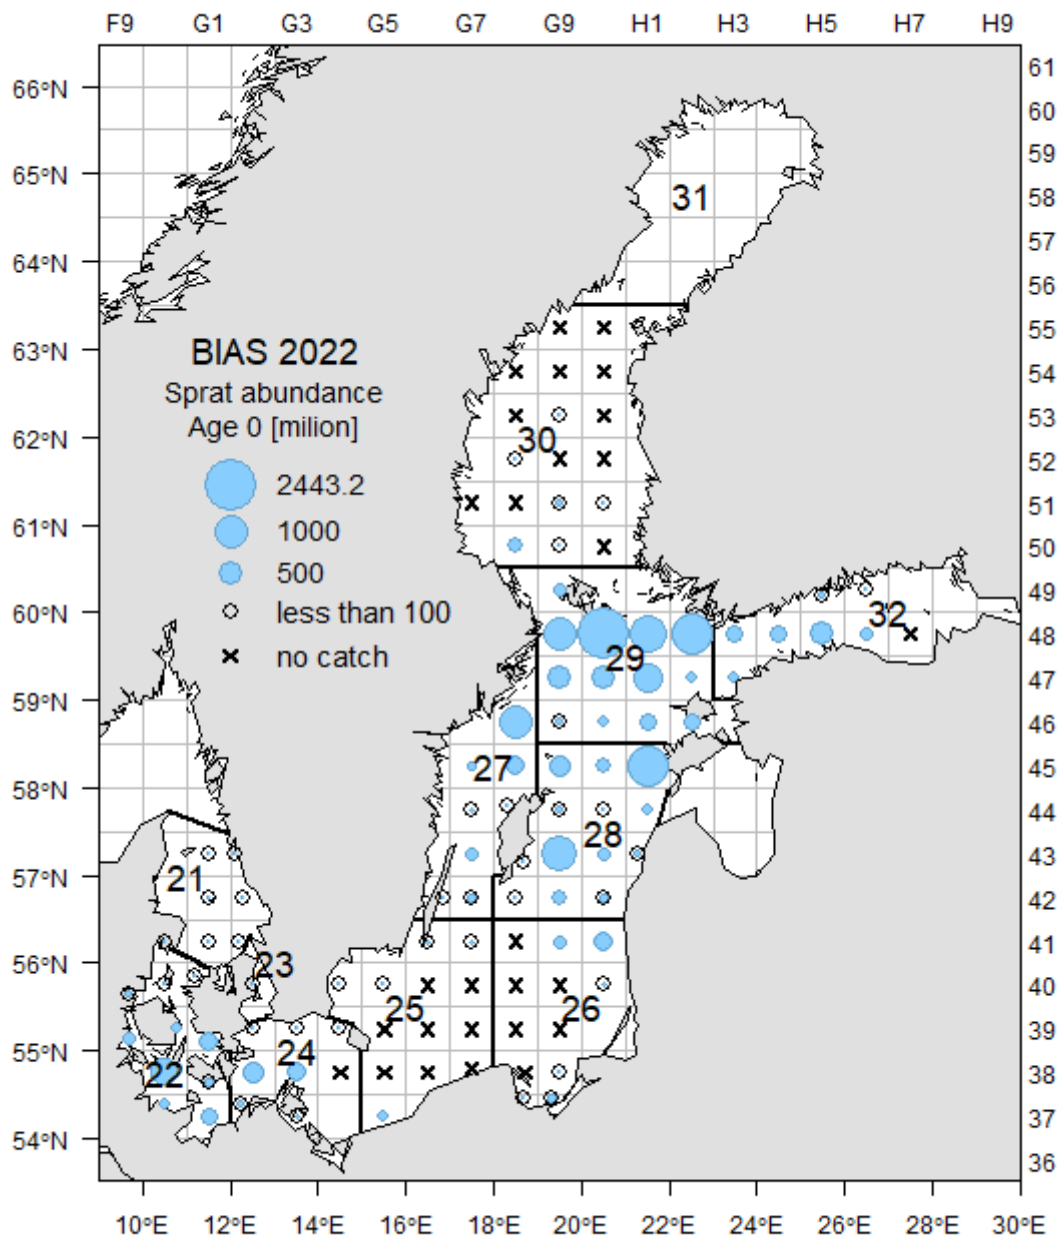 F9 G1 G3 G5 G7 G9 H1 H3 H5 H7 H9
66°N
65°N
64°N
63°N
62°N
61°N
60°N
59°N
58°N
57°N
56°N
55°N
54°N
61
60
59
58
57
56
55
54
53
52
51
50
49
48
47
46
45
44
43
42
41
40
39
38
37
36
BIAS 2022
Sprat abundance
Age 0 [milion]
2443.2
1000
500
less than 100
no catch
31
30
32
29
27
28
21
23
25
26
24
22
10°E 12°E 14°E 16°E 18°E 20°E 22°E 24°E 26°E 28°E 30°E